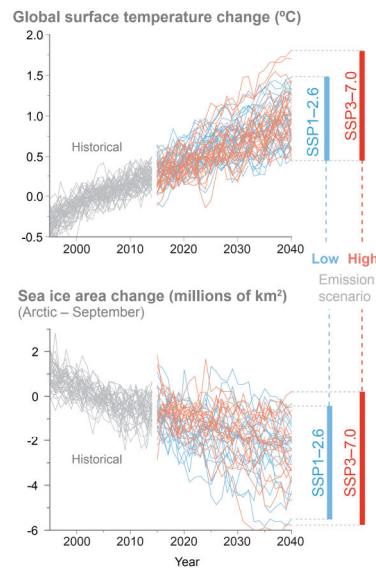 Global surface temperature change (ºC)
2.0
1.5
1.0
0.5
0.0
-0.5
Historical
2000
2010
2020
2030
2040
Year
SSP1–2.6
SSP3–7.0
Low
High
Emission
scenario
Sea ice area change (millions of km²)
(Arctic – September)
2
0
-2
-4
-6
Historical
2000
2010
2020
2030
2040
Year
SSP1–2.6
SSP3–7.0